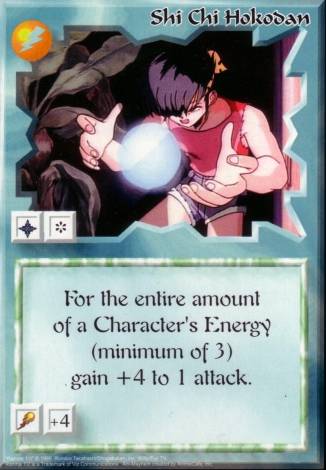 Shi Chi Hokodan
For the entire amount
of a Character's Energy
(minimum of 3)
gain +4 to 1 attack.
+4